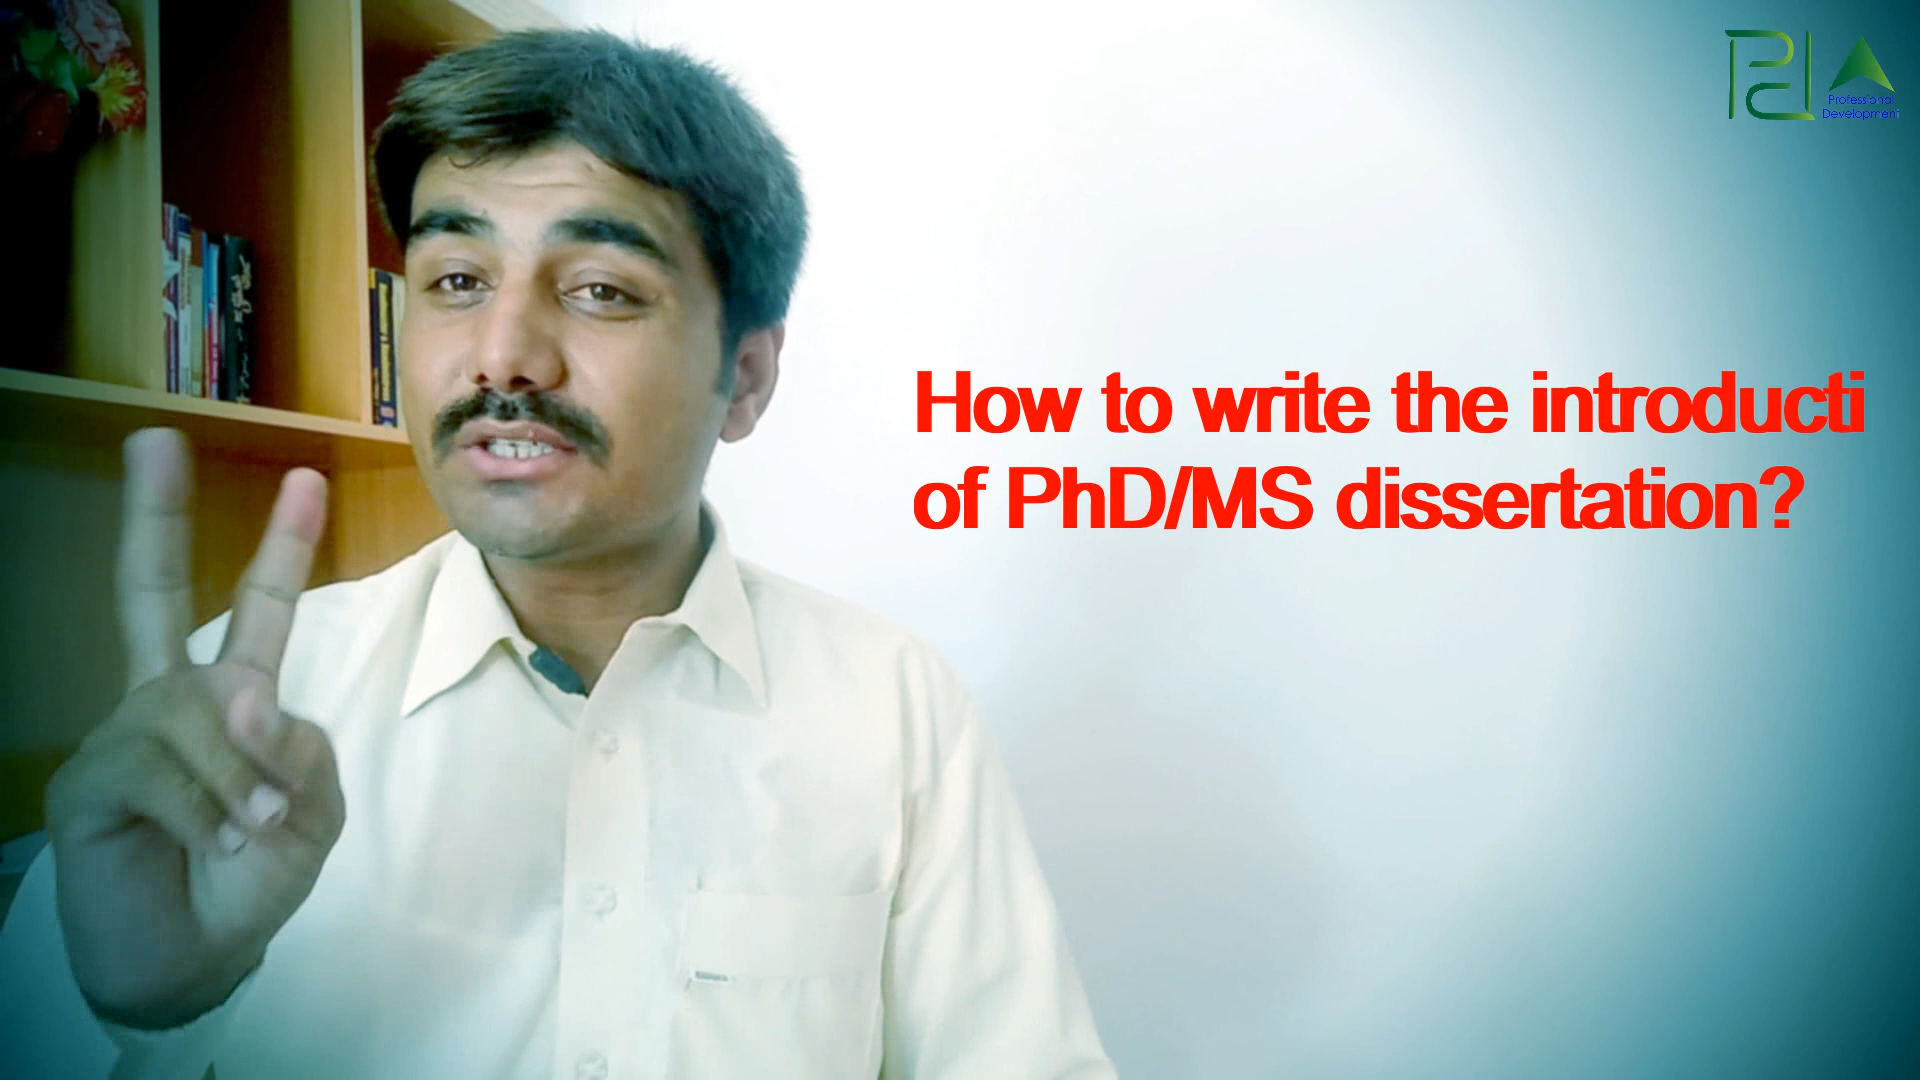 Professional
Development
How to write the introducti
of PhD/MS dissertation?